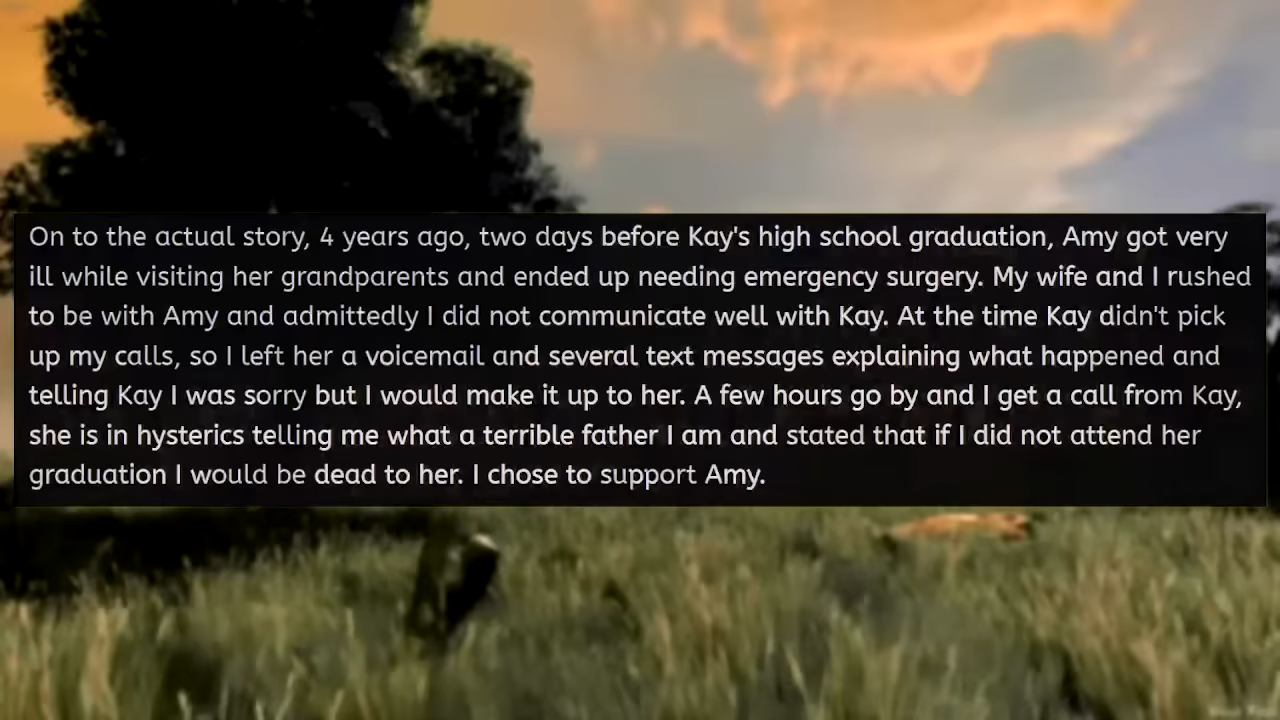 On to the actual story, 4 years ago, two days before Kay's high school graduation, Amy got very
ill while visiting her grandparents and ended up needing emergency surgery. My wife and I rushed
to be with Amy and admittedly I did not communicate well with Kay. At the time Kay didn't pick
up my calls, so I left her a voicemail and several text messages explaining what happened and
telling Kay I was sorry but I would make it up to her. A few hours go by and I get a call from Kay,
she is in hysterics telling me what a terrible father I am and stated that if I did not attend her
graduation I would be dead to her. I chose to support Amy.